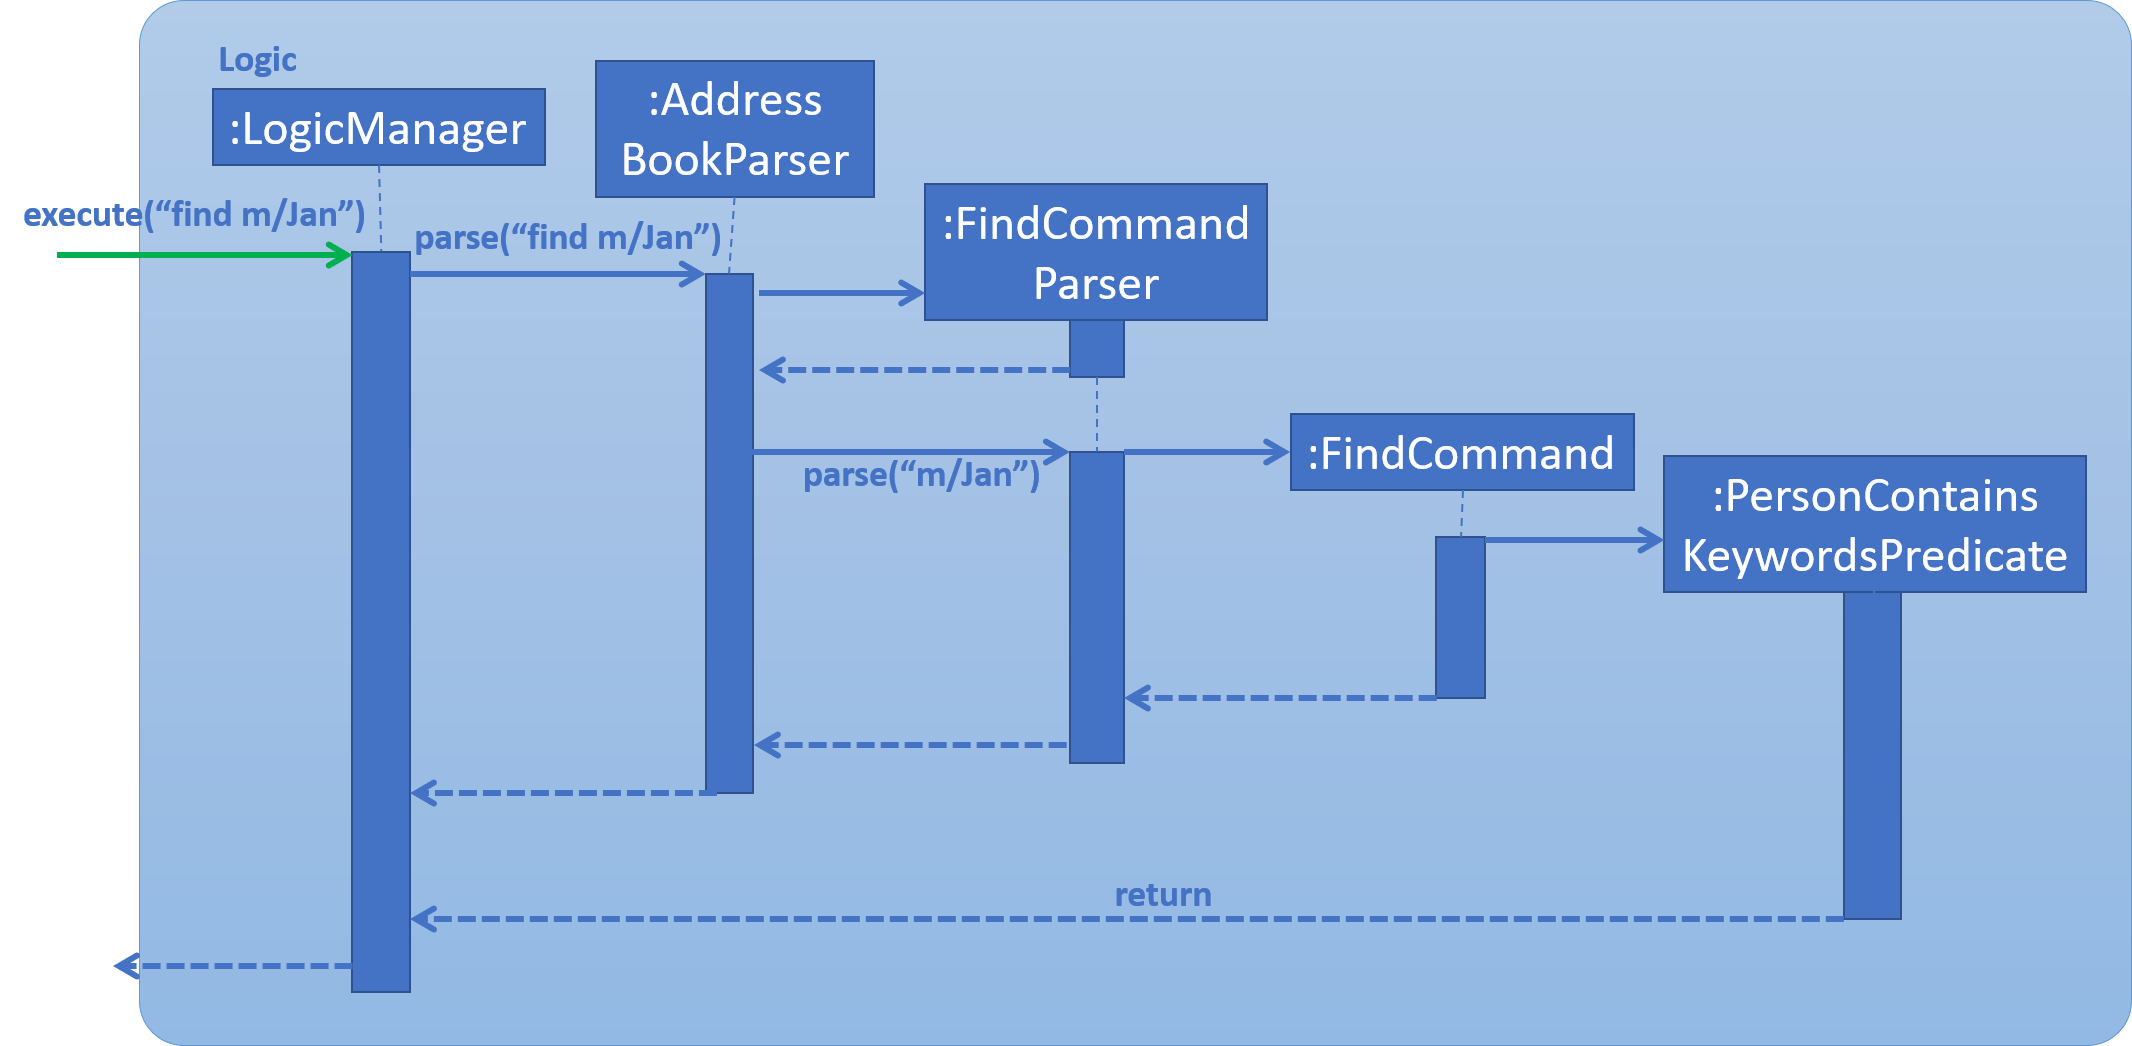 Logic
:LogicManager
:Address
BookParser
execute(“find m/Jan”)
parse(“find m/Jan”)
:FindCommand
Parser
parse(“m/Jan”)
:FindCommand
:PersonContains
KeywordsPredicate
return